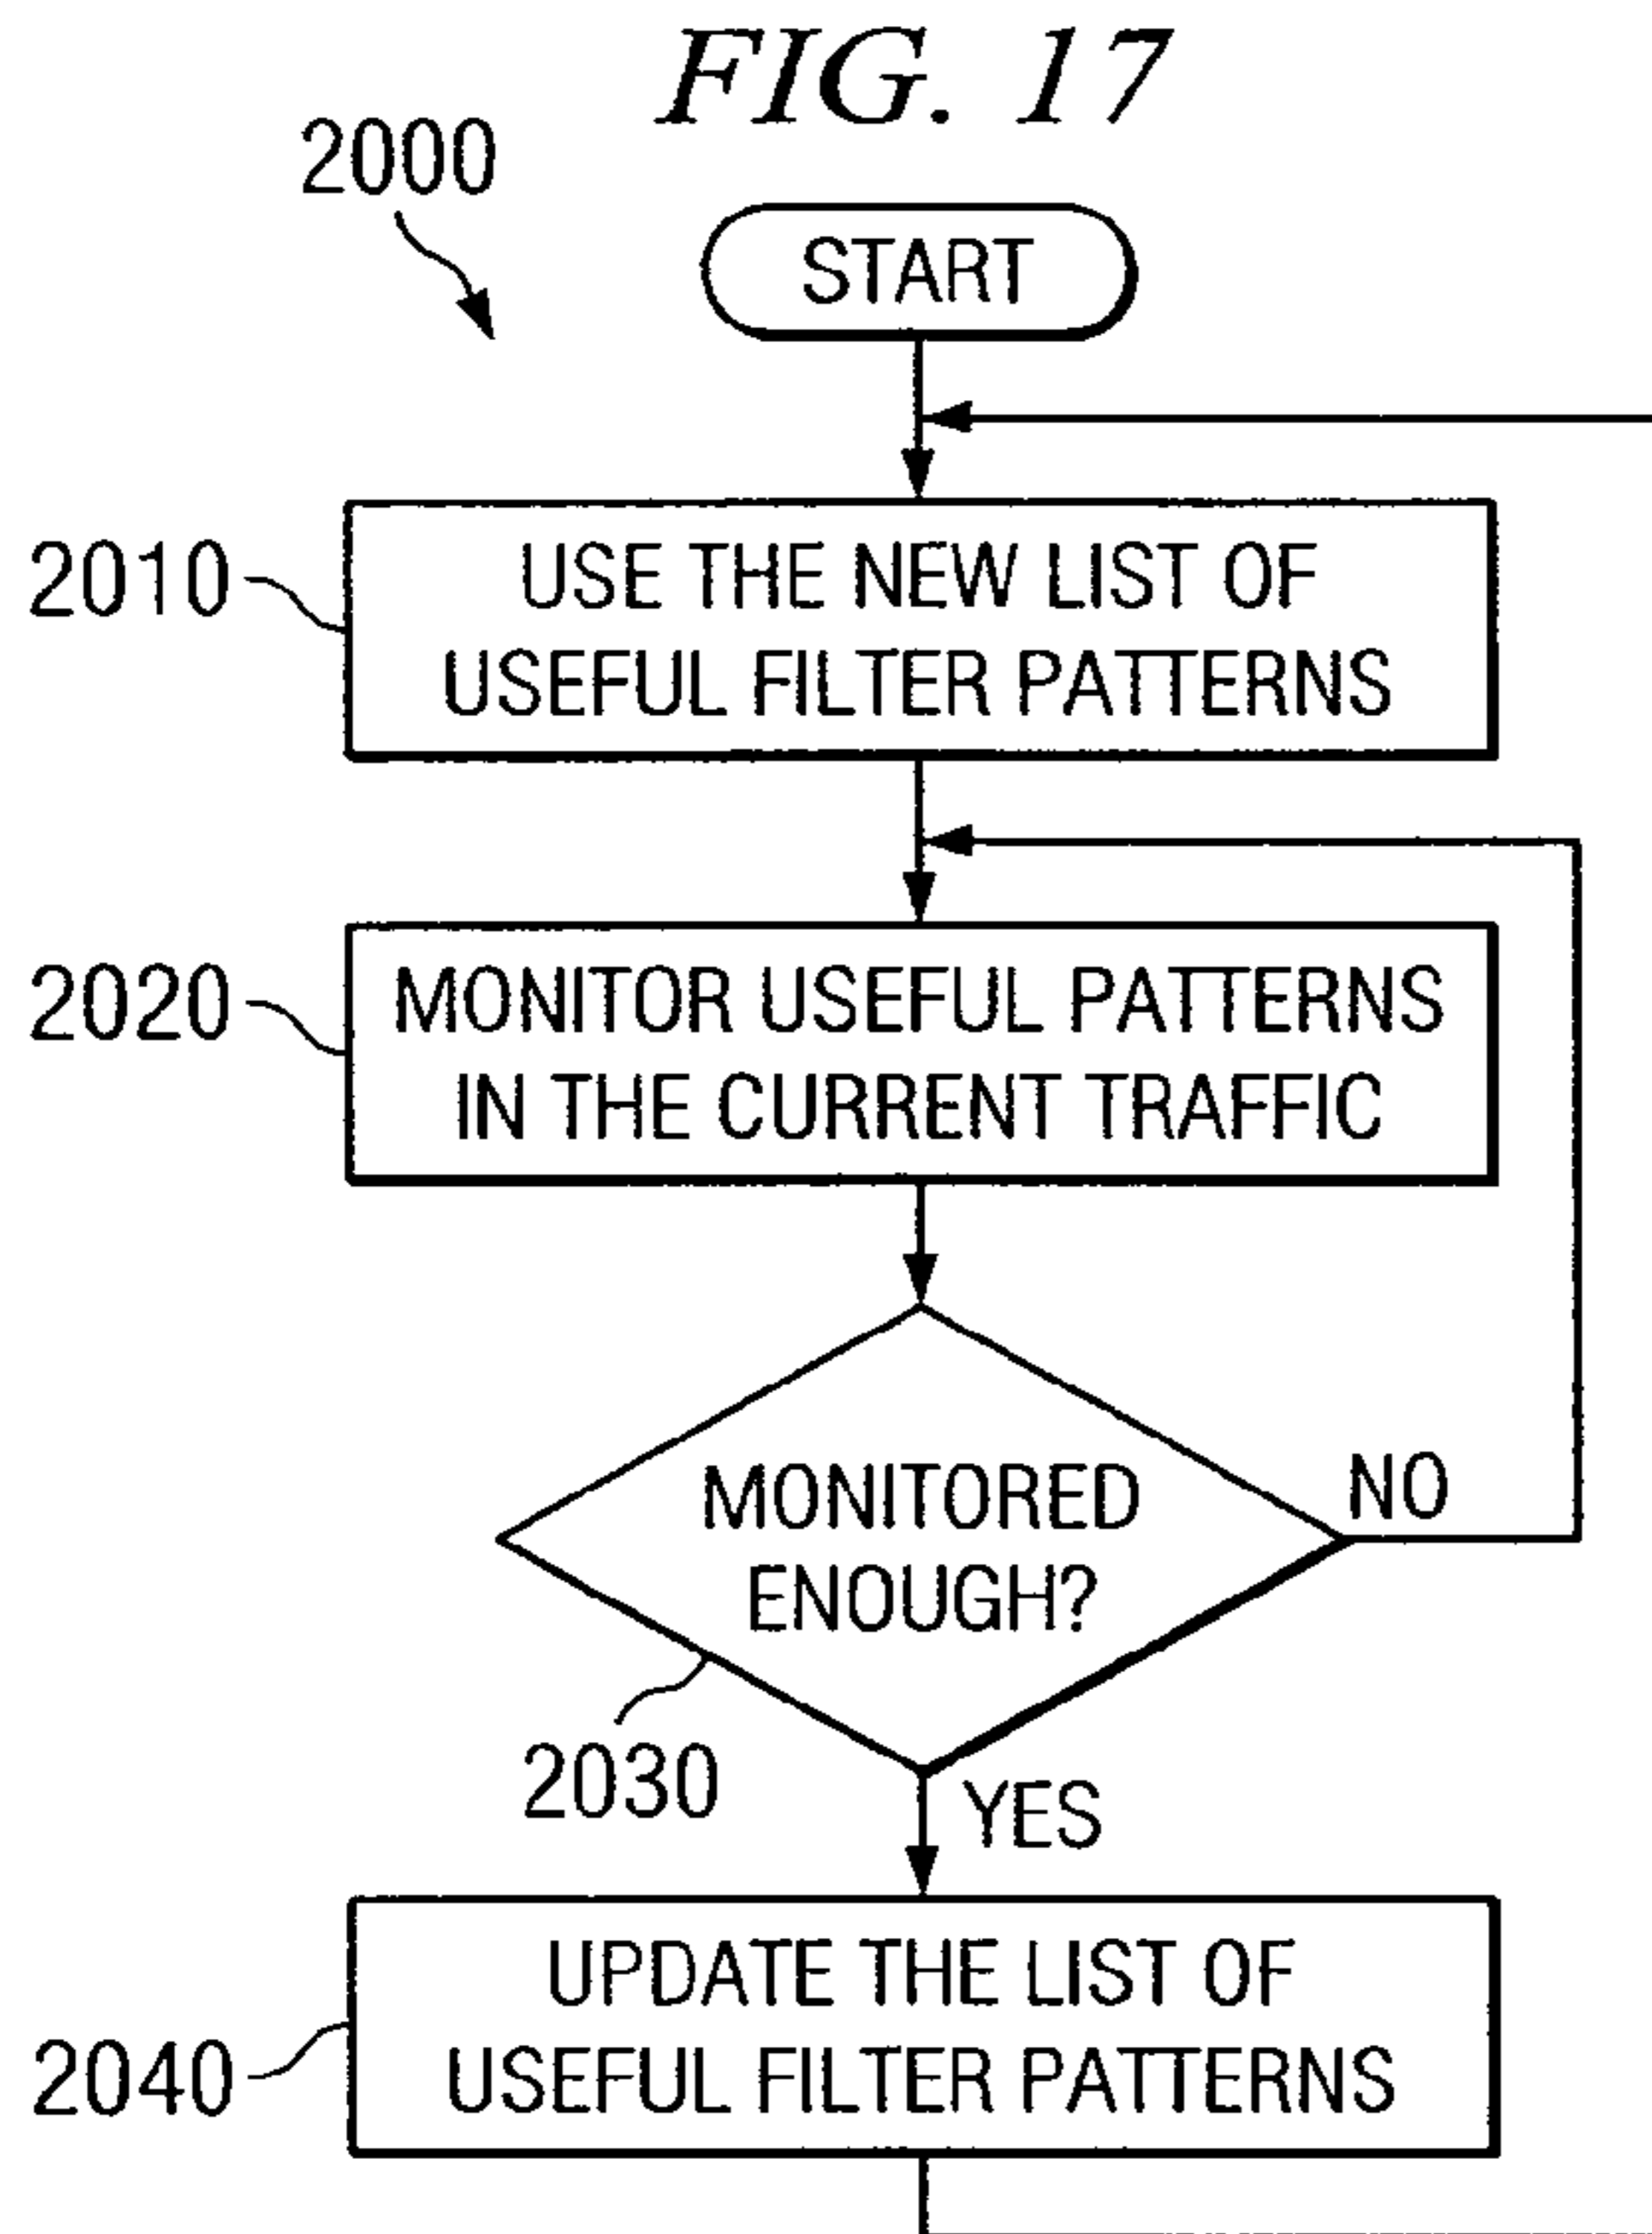 FIG. 17
2000
START
2010
USE THE NEW LIST OF
USEFUL FILTER PATTERNS
2020
MONITOR USEFUL PATTERNS
IN THE CURRENT TRAFFIC
MONITORED
ENOUGH?
NO
2030
YES
2040
UPDATE THE LIST OF
USEFUL FILTER PATTERNS